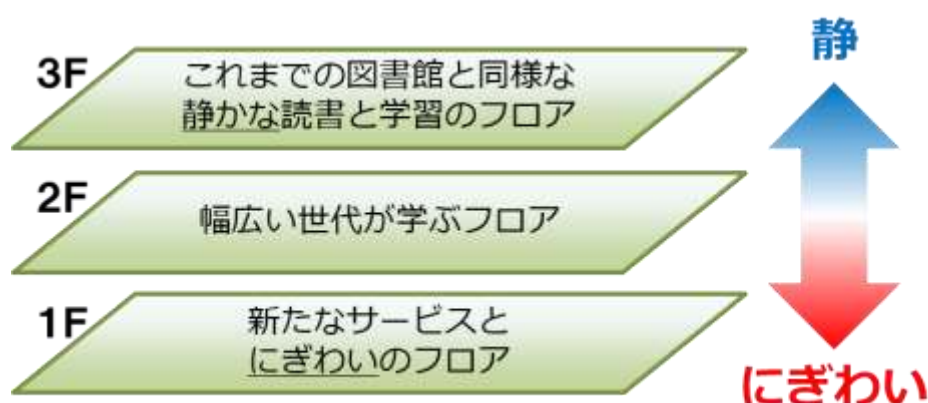 静
3F
これまでの図書館と同様な
静かな読書と学習のフロア
2F
幅広い世代が学ぶフロア
1F
新たなサービスと
にぎわいのフロア
にぎわい